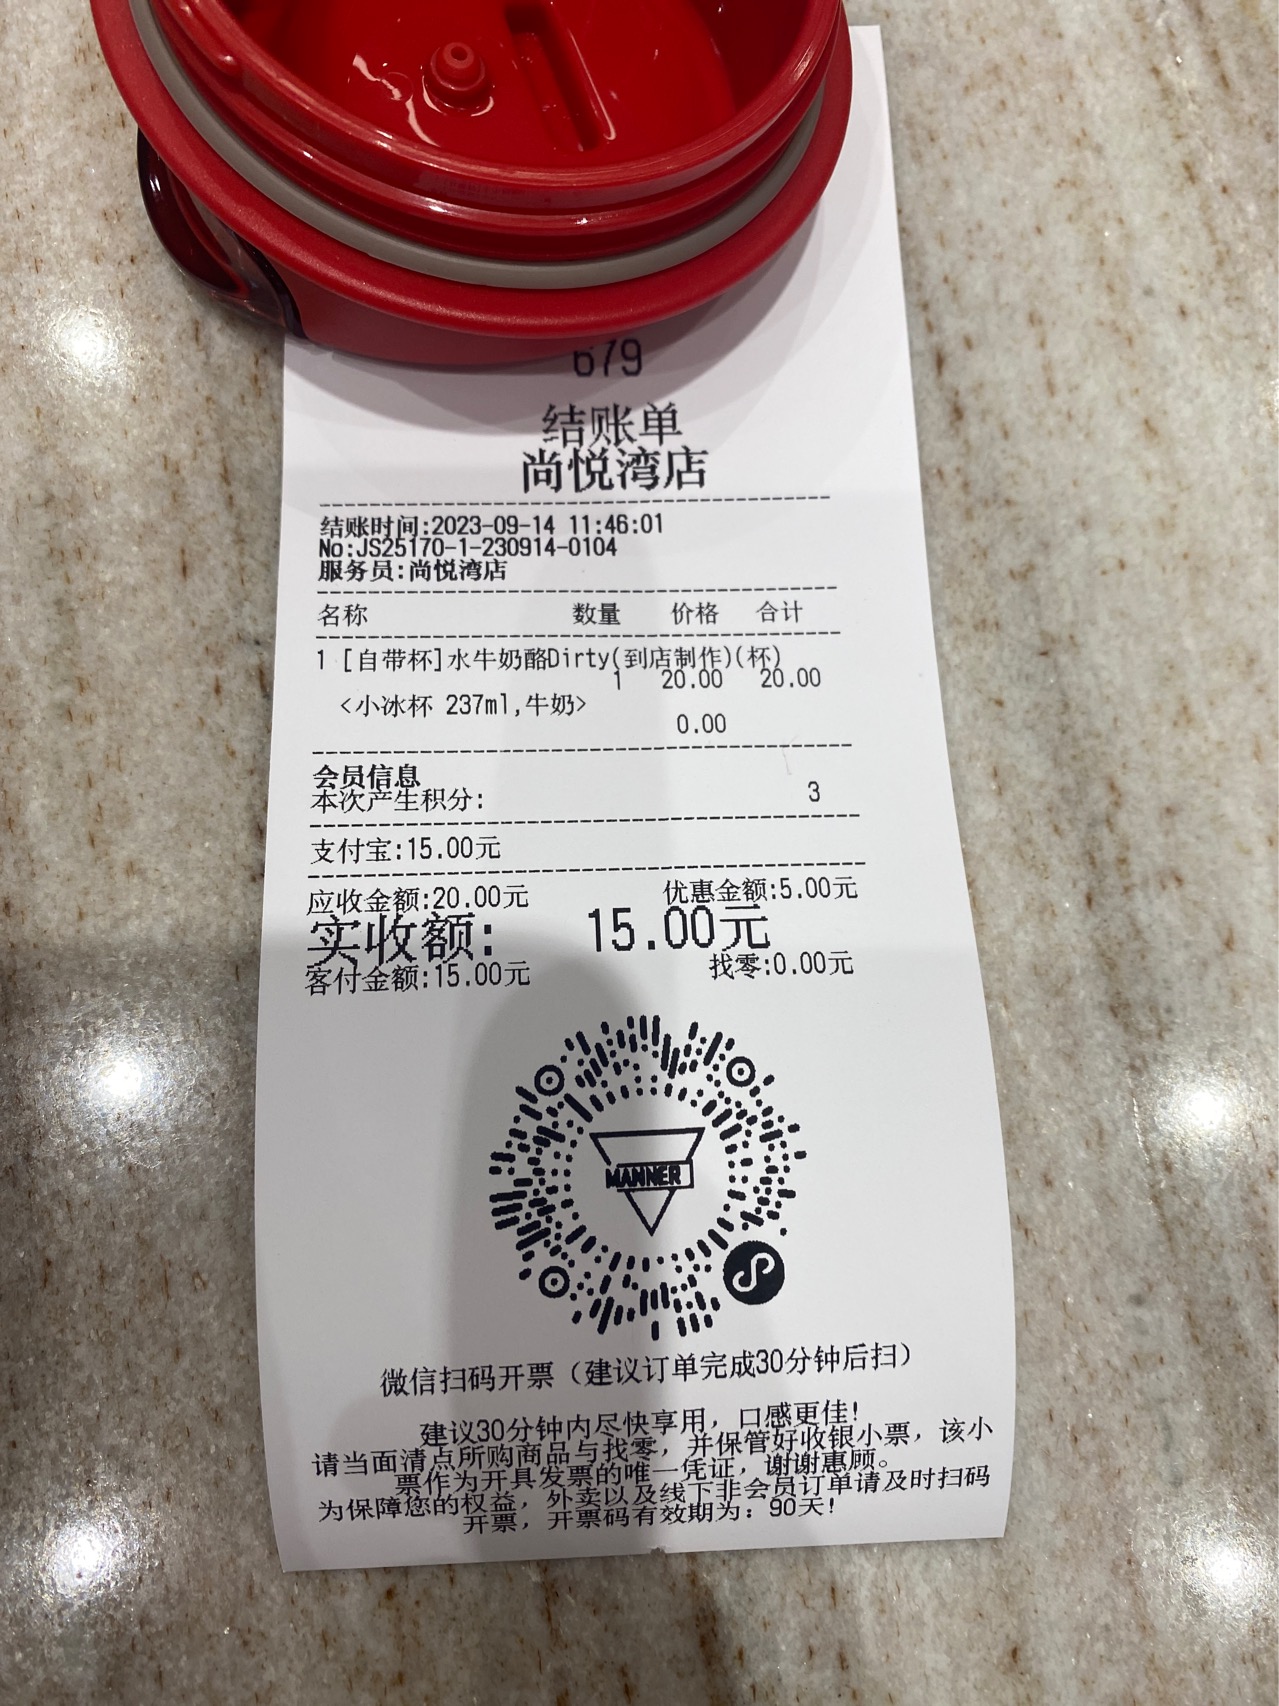 679
结账单
尚悦湾店
结账时间:2023-09-14 11:46:01
No:JS25170-1-230914-0104
服务员:尚悦湾店
名称 数量 价格 合计
1 [自带杯]水牛奶酪Dirty(到店制作)(杯)
1 20.00 20.00
<小冰杯 237ml,牛奶>
0.00
会员信息
本次产生积分: 3
支付宝:15.00元
应收金额:20.00元 优惠金额:5.00元
实收额: 15.00元
客付金额:15.00元 找零:0.00元
MANNER
微信扫码开票（建议订单完成30分钟后扫）
建议30分钟内尽快享用，口感更佳!
请当面清点所购商品与找零，并保管好收银小票，该小
票作为开具发票的唯一凭证，谢谢惠顾。
为保障您的权益，外卖以及线下非会员订单请及时扫码
开票，开票码有效期为：90天!